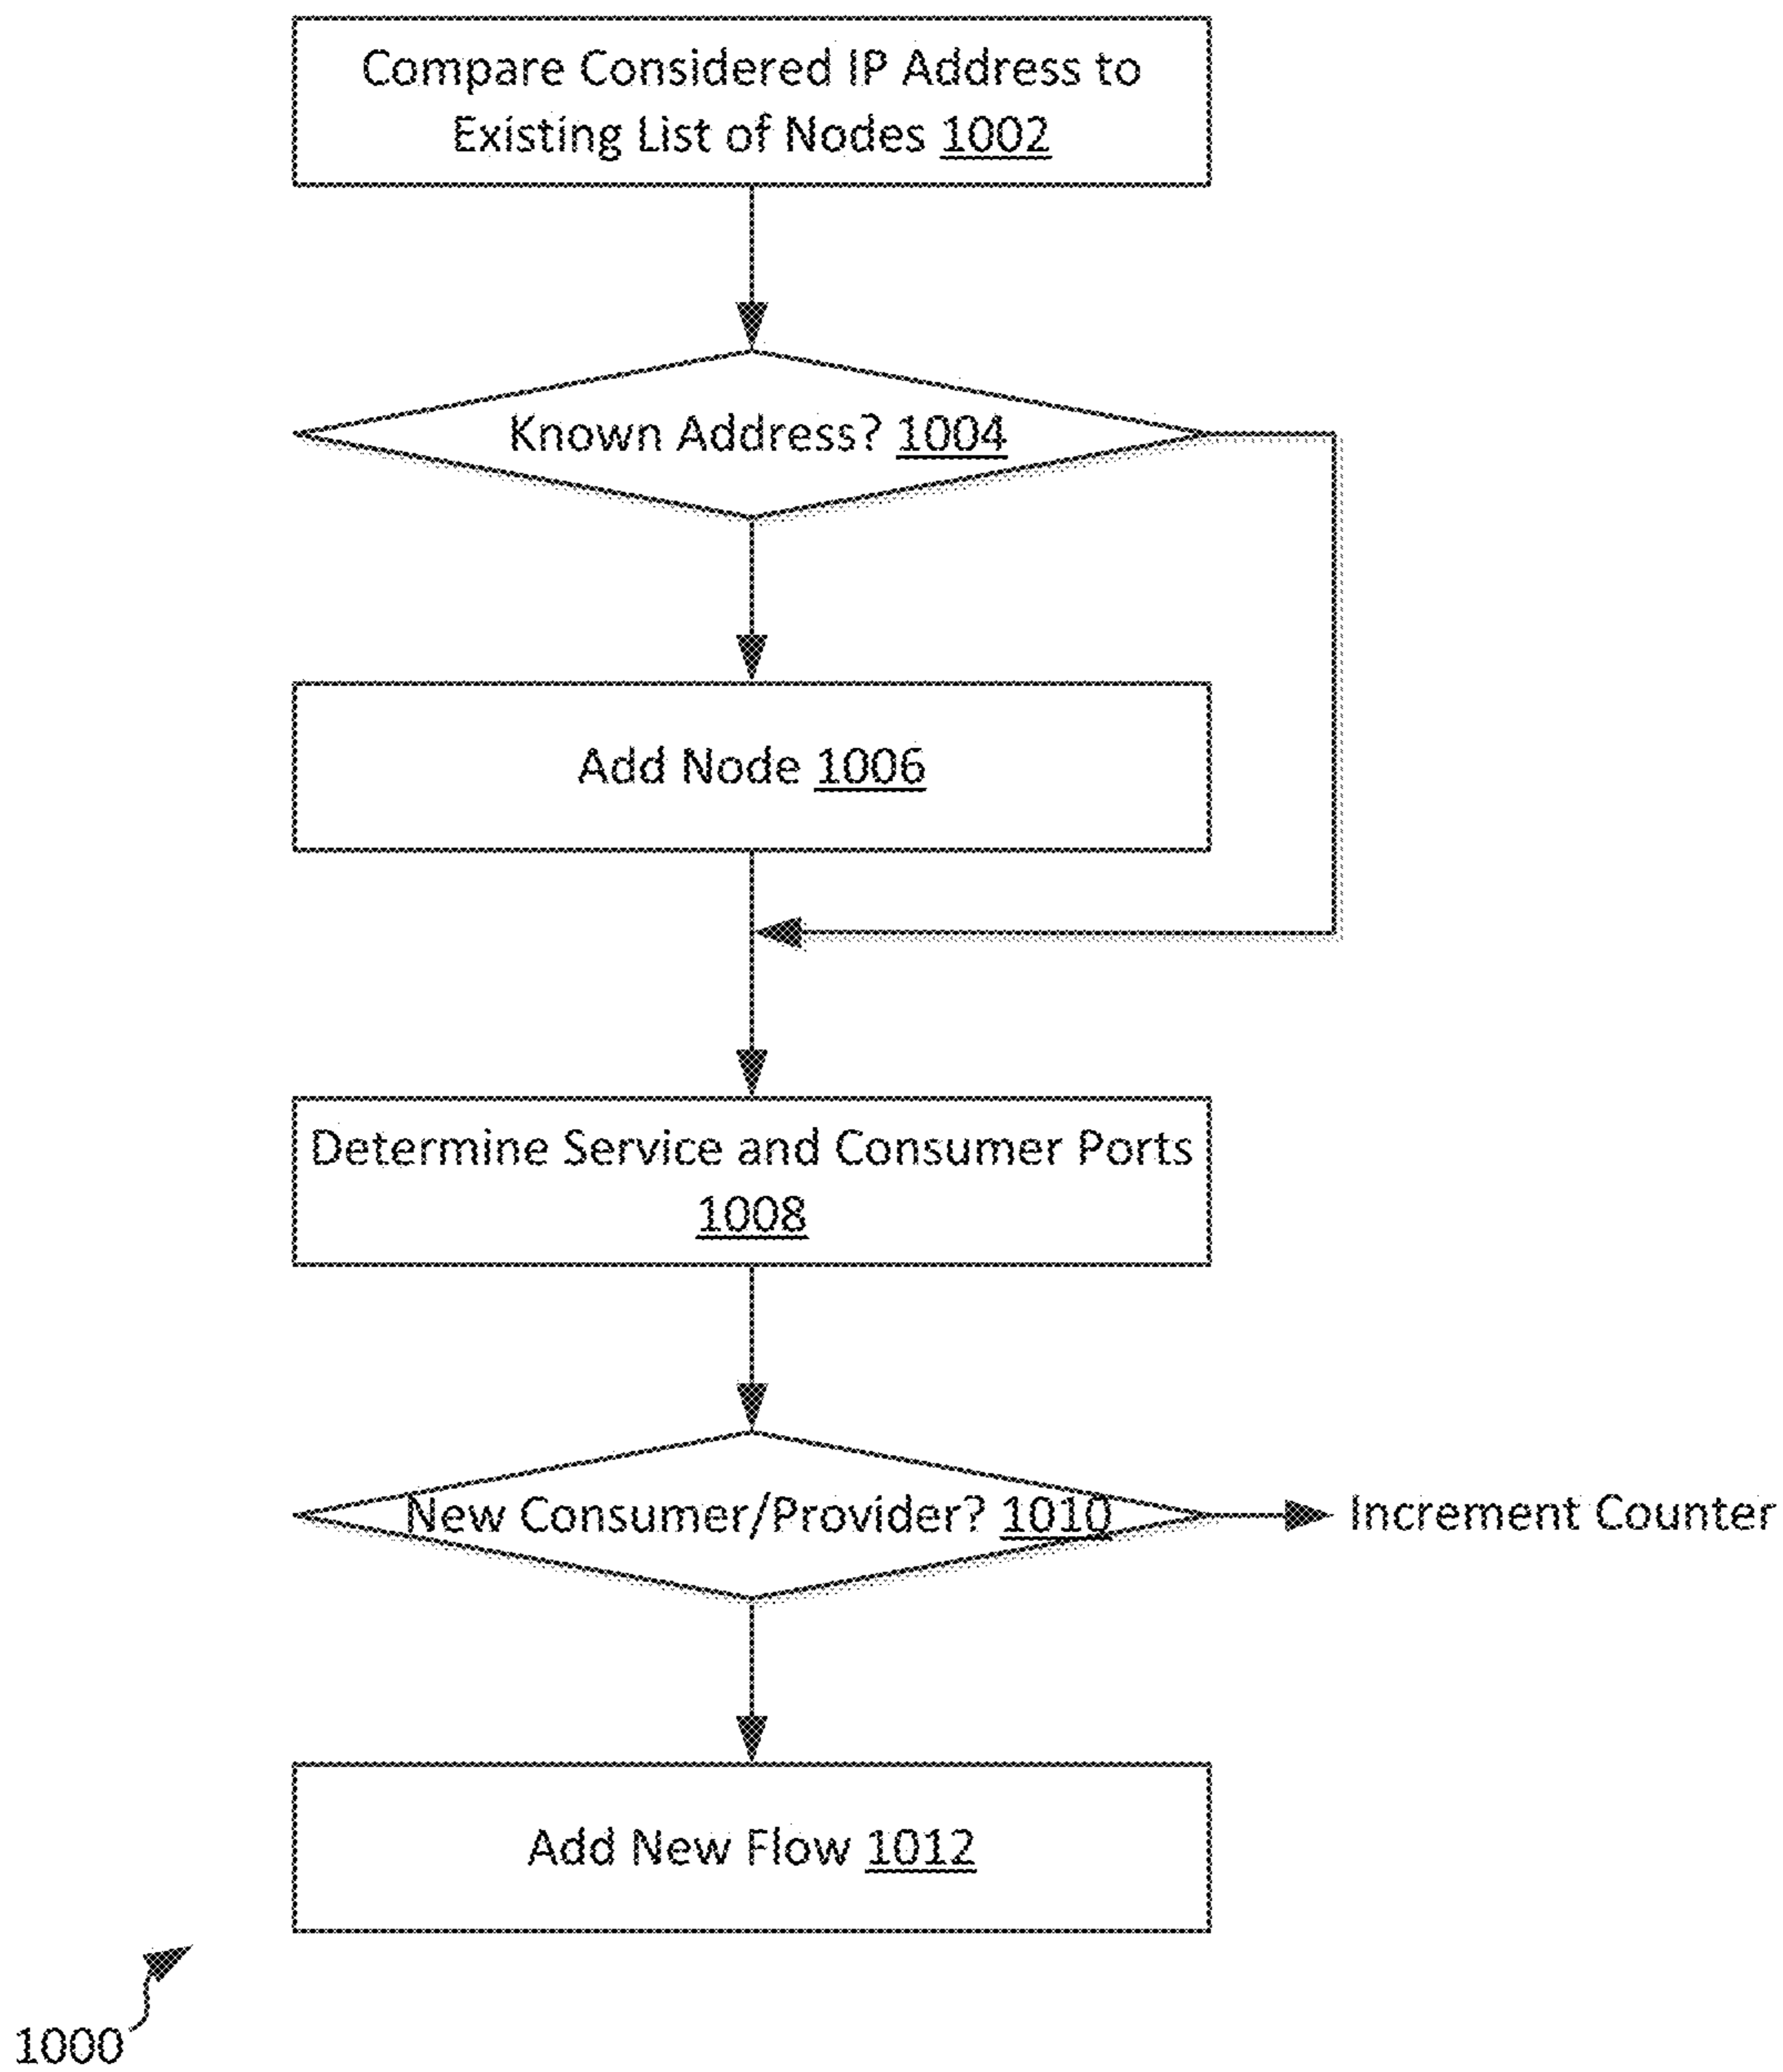 Compare Considered IP Address to
Existing List of Nodes 1002
Known Address? 1004
Add Node 1006
Determine Service and Consumer Ports
1008
New Consumer/Provider? 1010
Increment Counter
Add New Flow 1012
1000